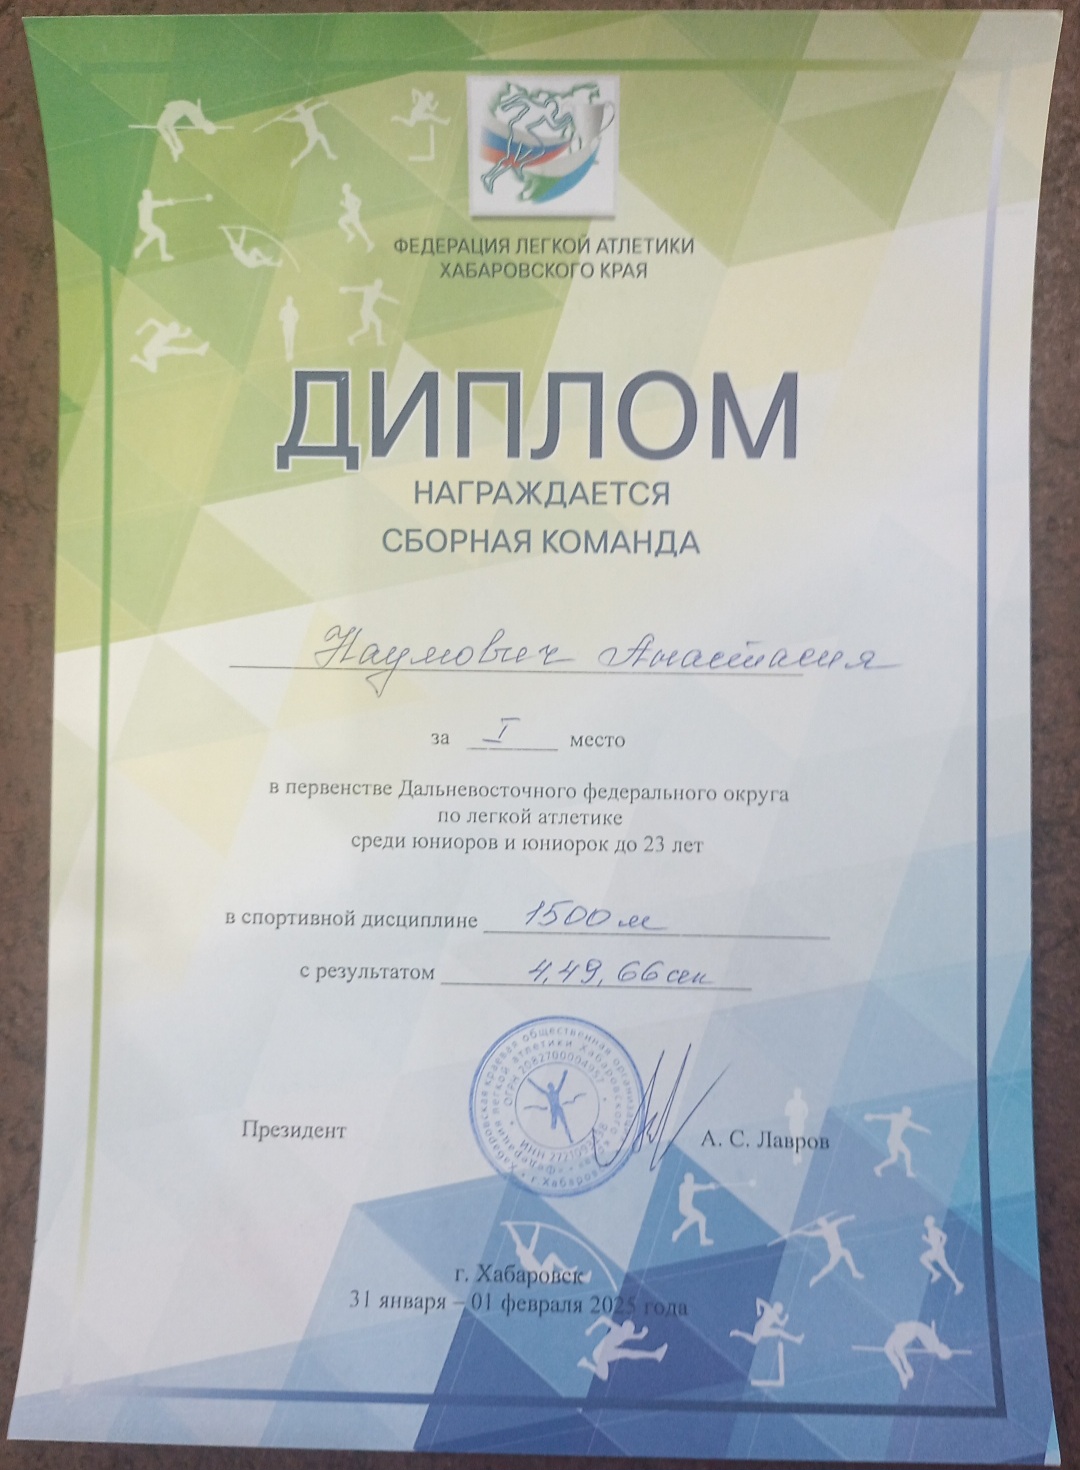 ФЕДЕРАЦИЯ ЛЕГКОЙ АТЛЕТИКИ
ХАБАРОВСКОГО КРАЯ
ДИПЛОМ
НАГРАЖДАЕТСЯ
СБОРНАЯ КОМАНДА
Наумович Анастасия
за I место
в первенстве Дальневосточного федерального округа
по легкой атлетике
среди юниоров и юниорок до 23 лет
в спортивной дисциплине 1500 м
с результатом 4,49,66 сек
Президент
А. С. Лавров
г. Хабаровск
31 января – 01 февраля 2025 года